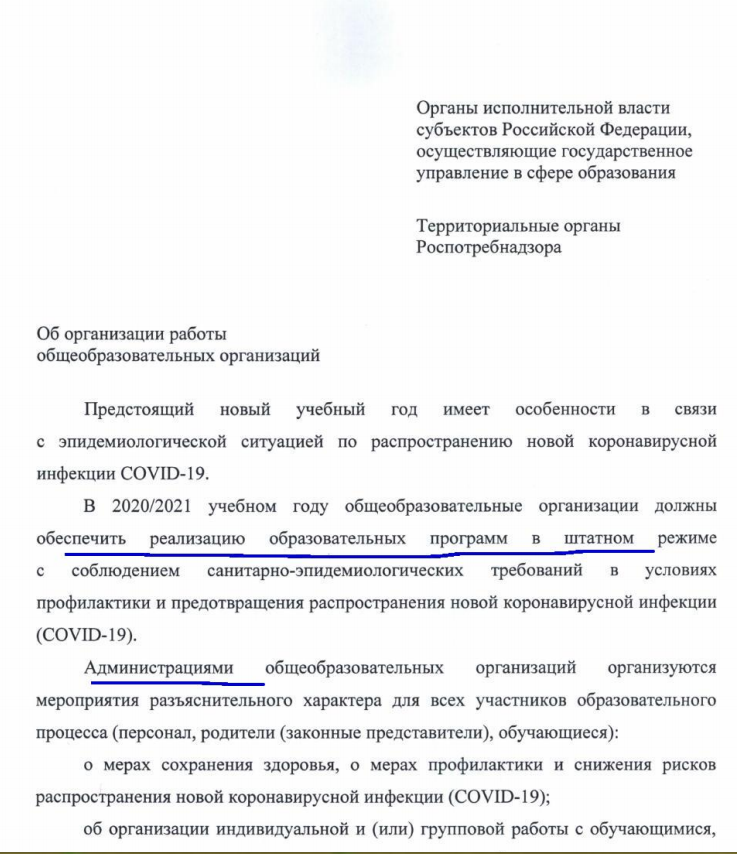 Органы исполнительной власти
субъектов Российской Федерации,
осуществляющие государственное
управление в сфере образования
Территориальные органы
Роспотребнадзора
Об организации работы
общеобразовательных организаций
Предстоящий новый учебный год имеет особенности в связи
с эпидемиологической ситуацией по распространению новой коронавирусной
инфекции COVID-19.
В 2020/2021 учебном году общеобразовательные организации должны
обеспечить реализацию образовательных программ в штатном режиме
с соблюдением санитарно-эпидемиологических требований в условиях
профилактики и предотвращения распространения новой коронавирусной инфекции
(COVID-19).
Администрациями общеобразовательных организаций организуются
мероприятия разъяснительного характера для всех участников образовательного
процесса (персонал, родители (законные представители), обучающиеся):
о мерах сохранения здоровья, о мерах профилактики и снижения рисков
распространения новой коронавирусной инфекции (COVID-19);
об организации индивидуальной и (или) групповой работы с обучающимися,